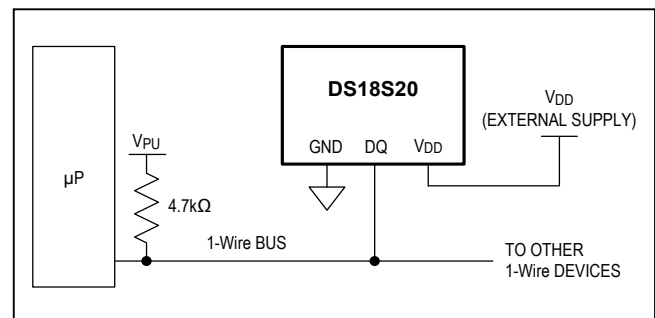 DS18S20
GND DQ VDD
VDD
(EXTERNAL SUPPLY)
VPU
µP
4.7kΩ
1-Wire BUS
TO OTHER
1-Wire DEVICES